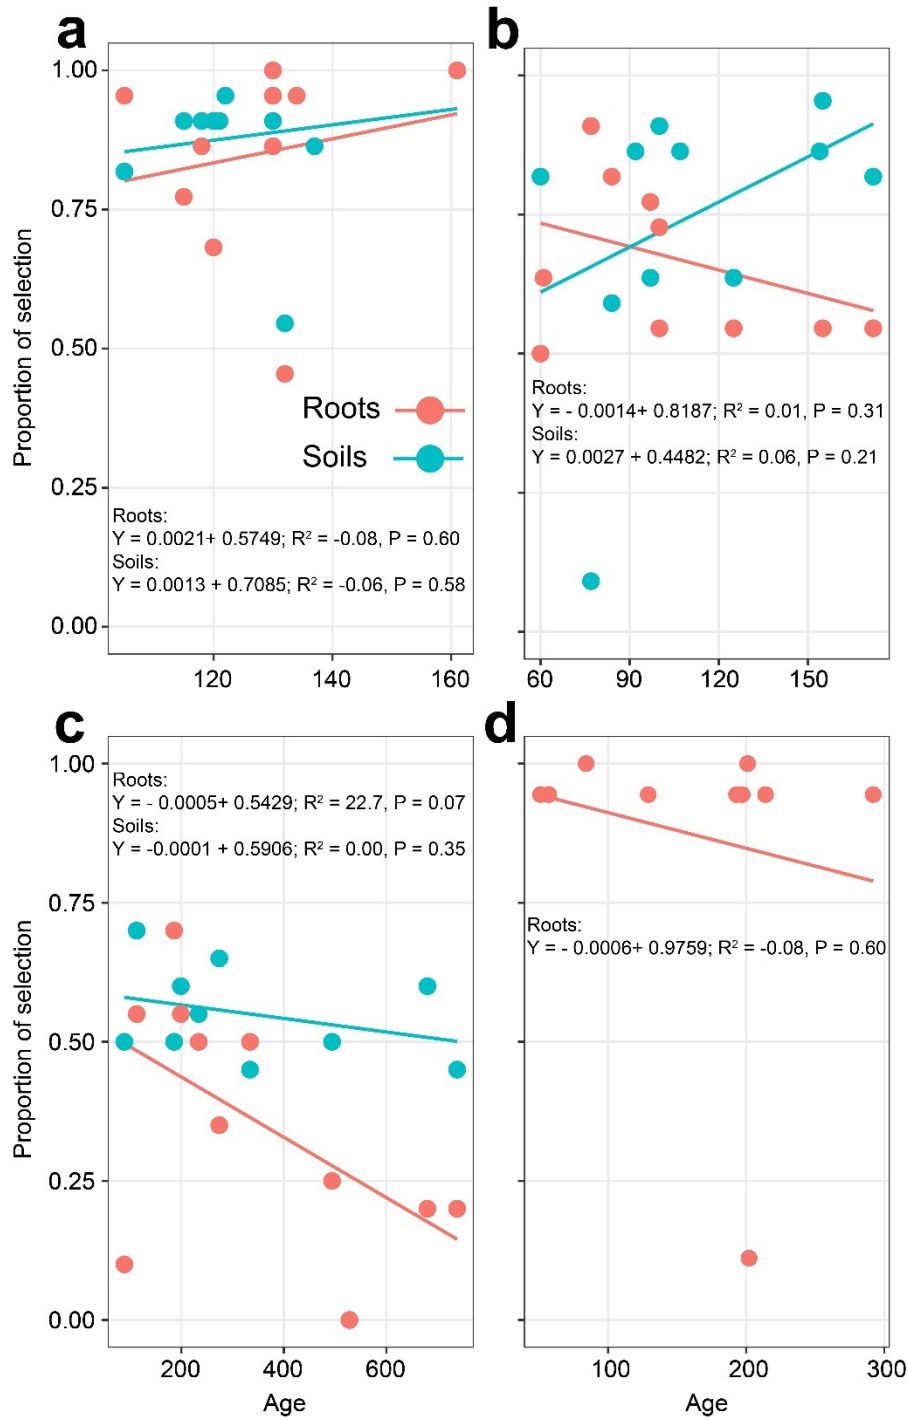 a
b
1.00
0.75
0.50
0.25
0.00
Proportion of selection
Roots
Soils
Roots:
Y = 0.0021+ 0.5749; R² = -0.08, P = 0.60
Soils:
Y = 0.0013 + 0.7085; R² = -0.06, P = 0.58
120 140 160
Roots:
Y = - 0.0014+ 0.8187; R² = 0.01, P = 0.31
Soils:
Y = 0.0027 + 0.4482; R² = 0.06, P = 0.21
60 90 120 150
c
d
1.00
0.75
0.50
0.25
0.00
Proportion of selection
Roots:
Y = - 0.0005+ 0.5429; R² = 22.7, P = 0.07
Soils:
Y = -0.0001 + 0.5906; R² = 0.00, P = 0.35
200 400 600
Age
Roots:
Y = - 0.0006+ 0.9759; R² = -0.08, P = 0.60
100 200 300
Age